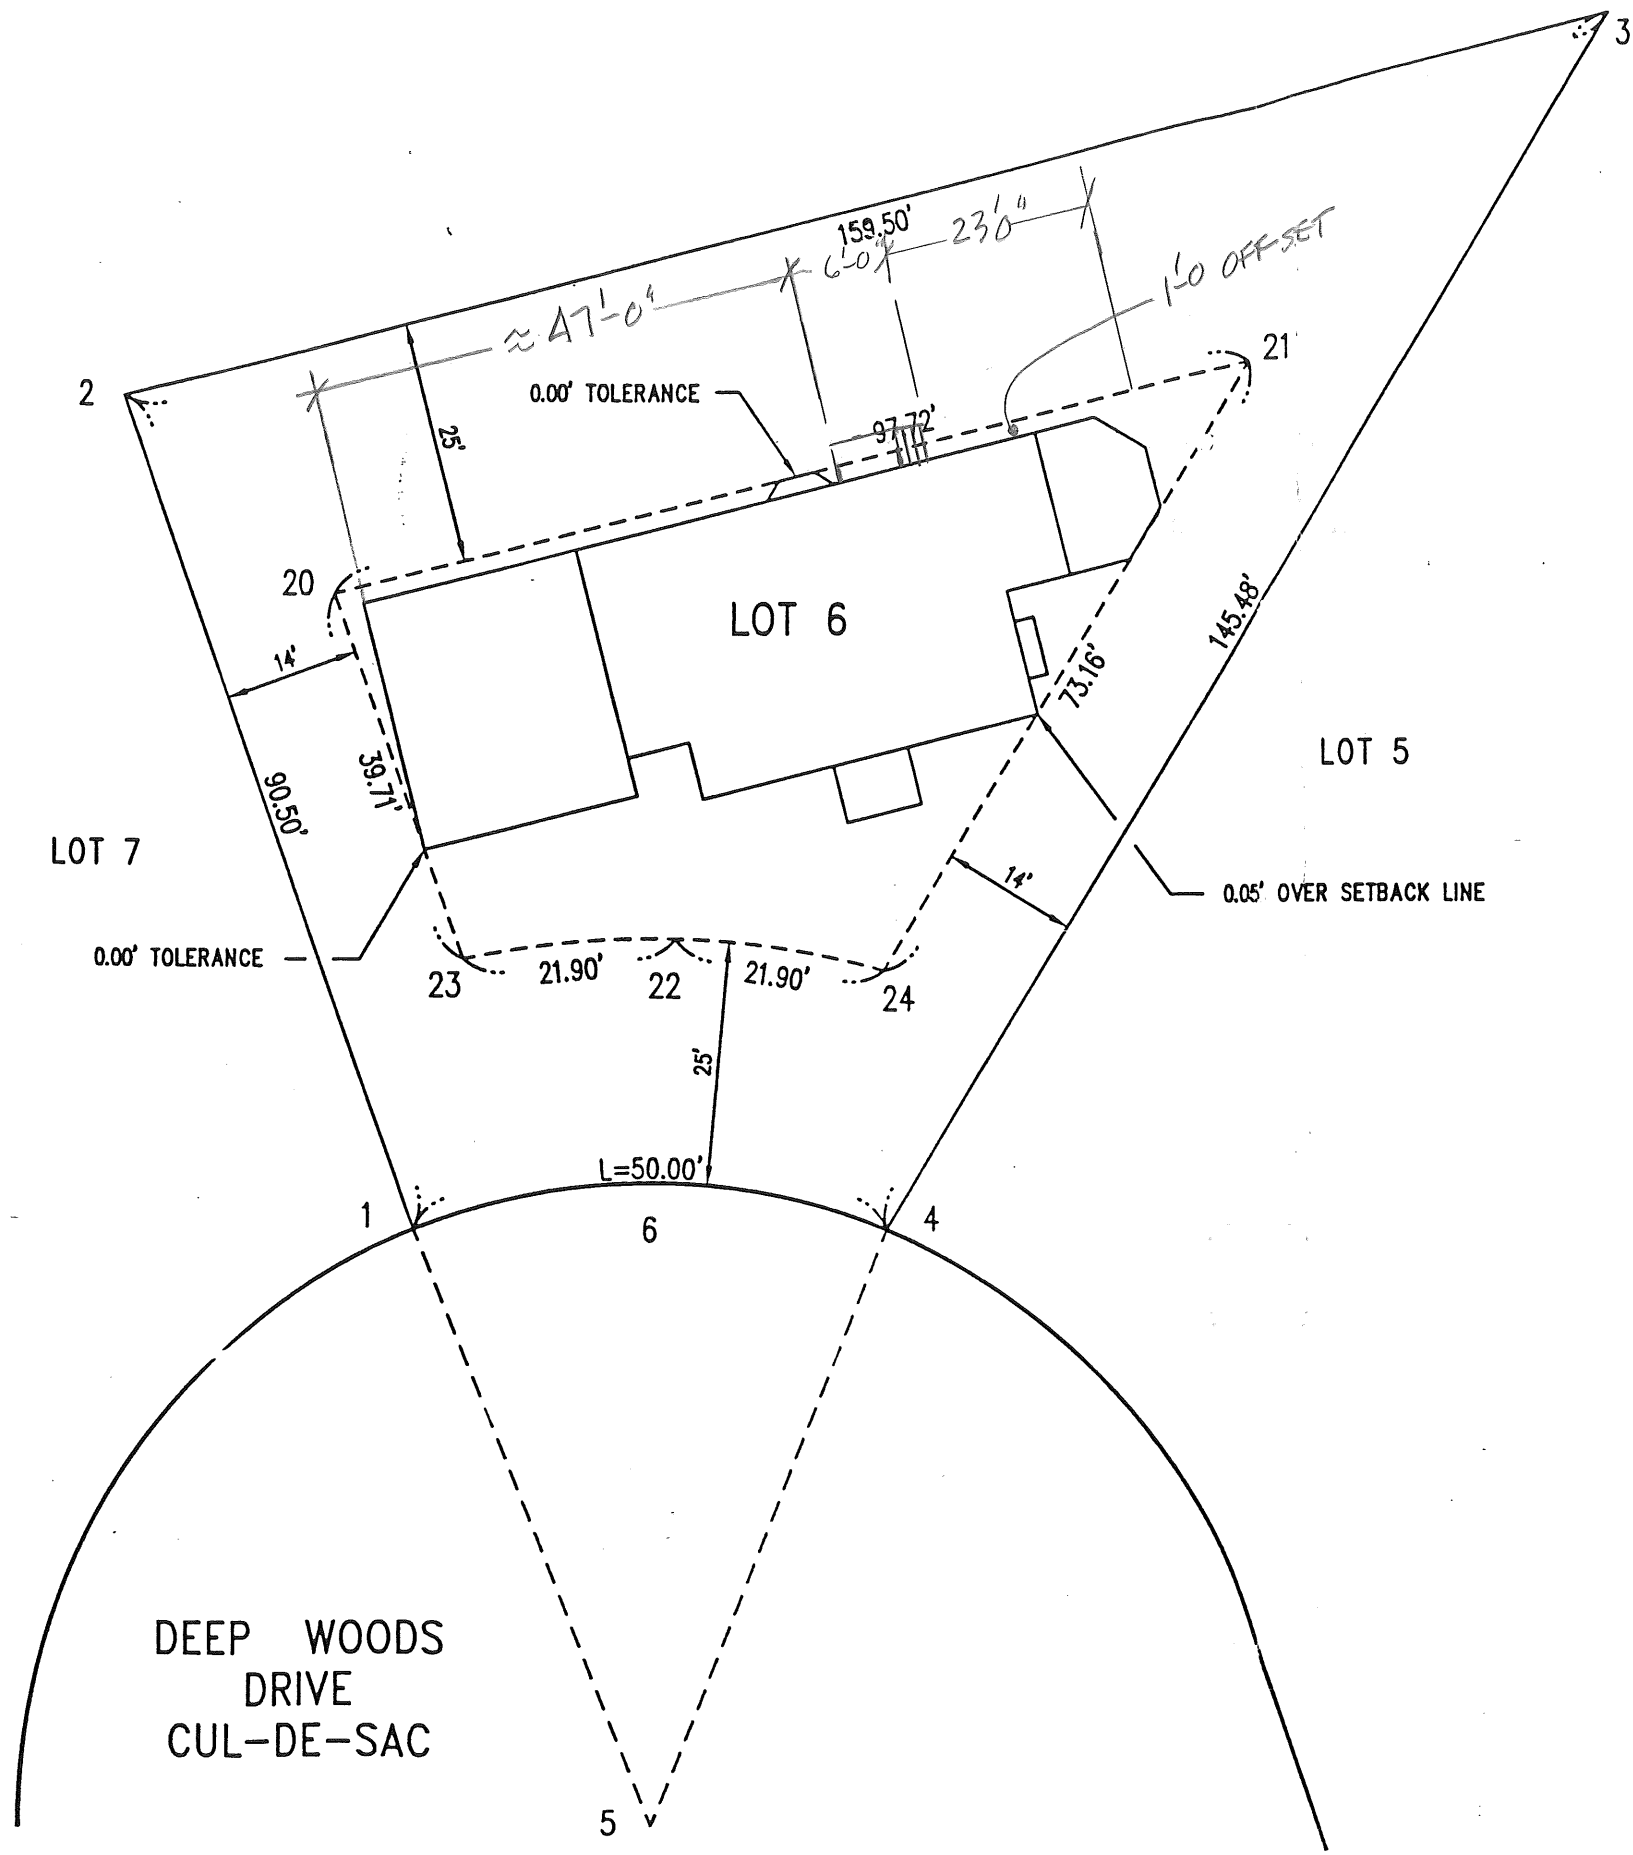 3
159.50'
6'-0"
23'0"
1'-0 OFF-SET
≈ 47'-0"
21
2
0.00' TOLERANCE
97.72'
25'
20
LOT 6
14'
145.48'
73.16'
39.71'
LOT 5
90.50'
LOT 7
14'
0.05' OVER SETBACK LINE
0.00' TOLERANCE
23
21.90'
22
21.90'
24
25'
L=50.00'
1
6
4
DEEP WOODS
DRIVE
CUL-DE-SAC
5